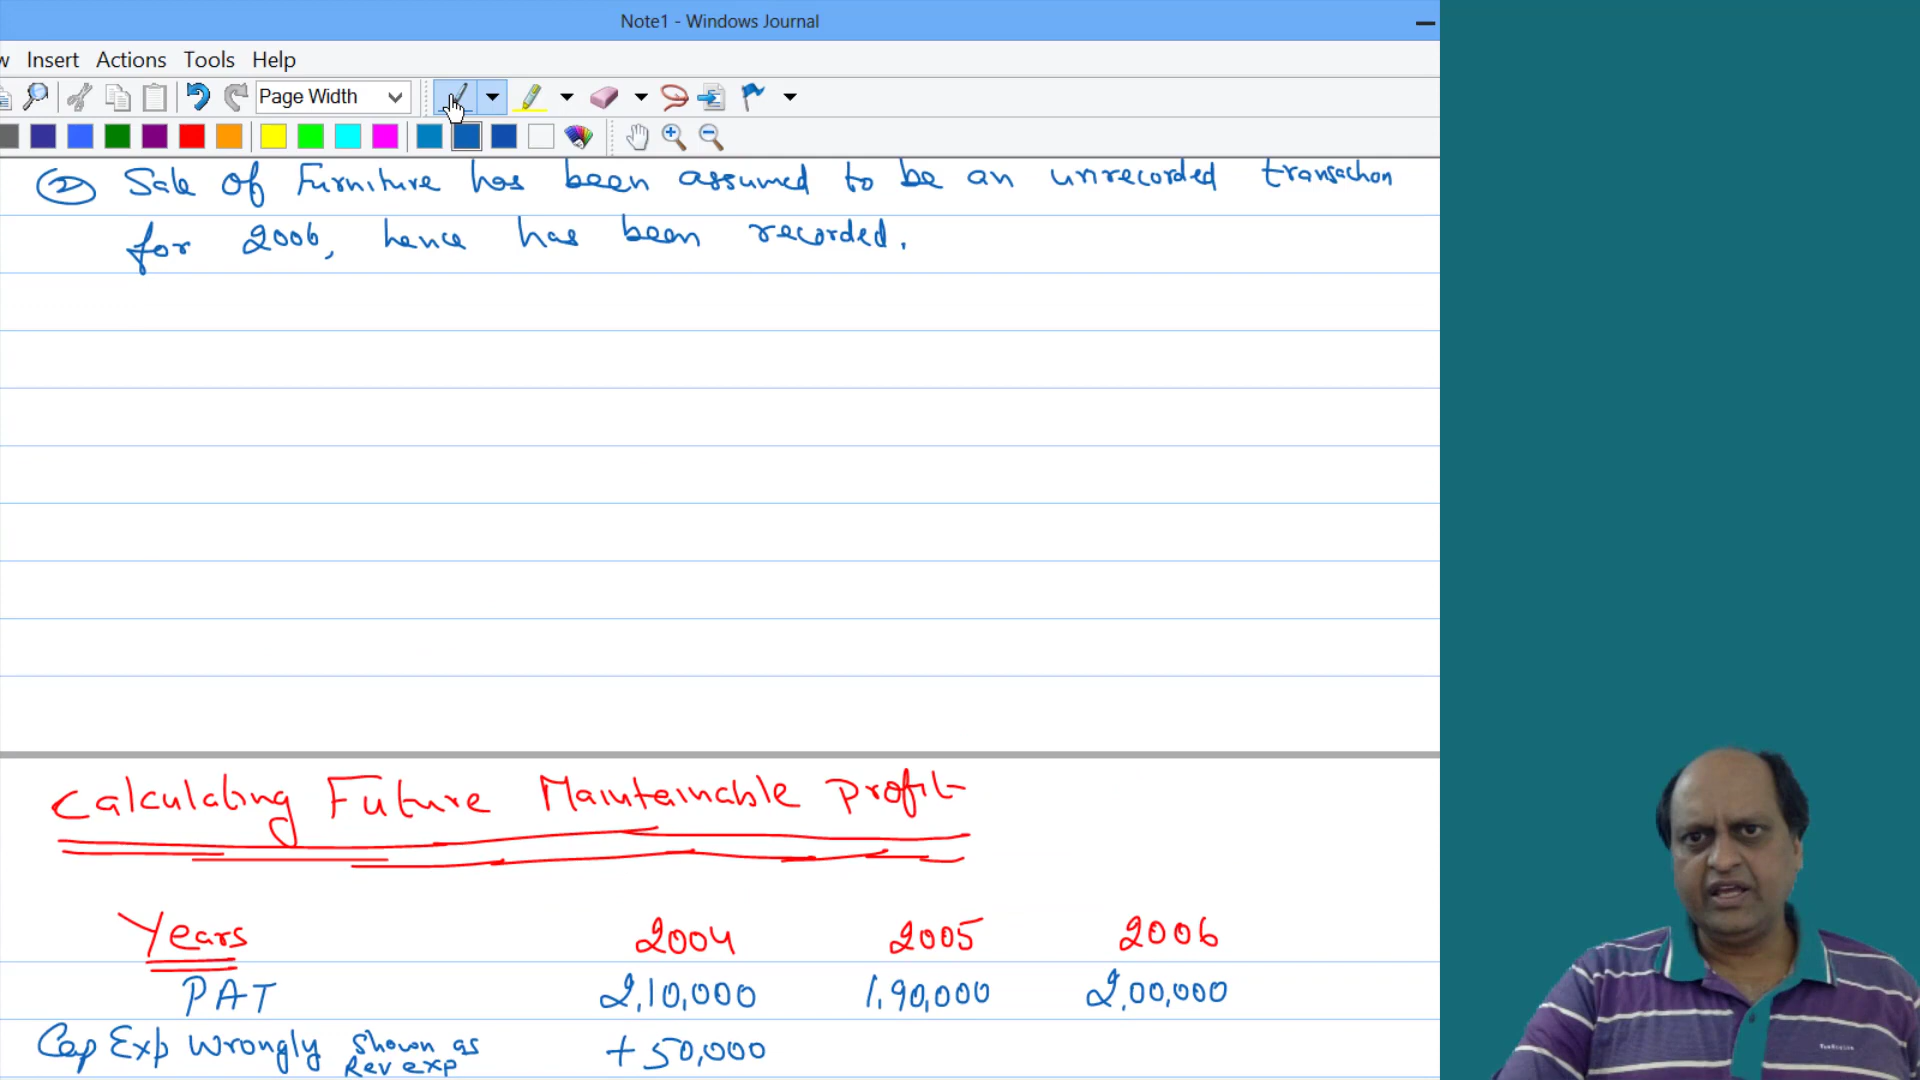 Note1 - Windows Journal
w Insert Actions Tools Help
Page Width
② Sale of Furniture has been assumed to be an unrecorded transaction
for 2006, hence has been recorded.
Calculating Future Maintainable Profit
Years 2004 2005 2006
PAT 2,10,000 1,90,000 2,00,000
Cap Exp wrongly shown as Rev exp +50,000